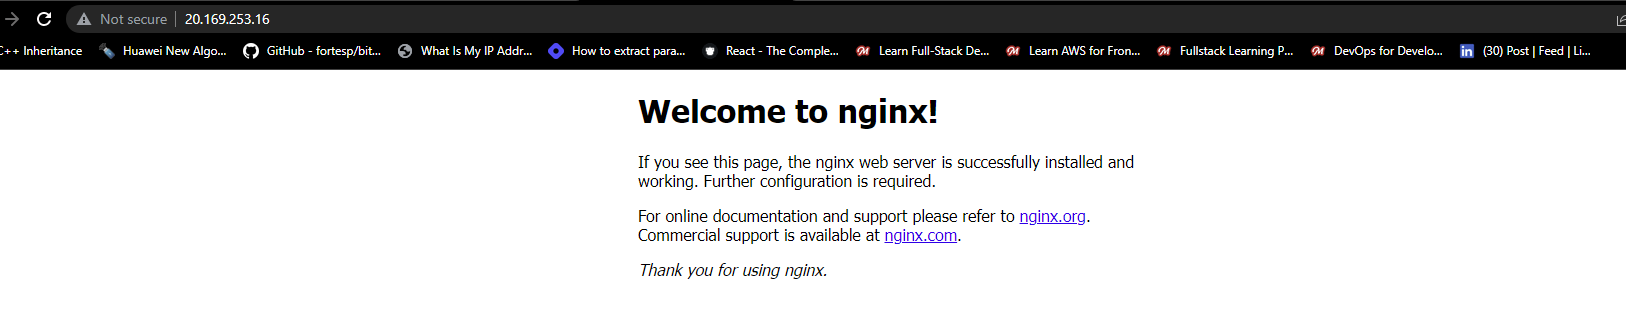 Not secure 20.169.253.16
C++ Inheritance Huawei New Algo... GitHub - fortesp/bit... What Is My IP Addr... How to extract para... React - The Comple... Learn Full-Stack De... Learn AWS for Fron... Fullstack Learning P... DevOps for Develo... in (30) Post | Feed | Li...
Welcome to nginx!
If you see this page, the nginx web server is successfully installed and
working. Further configuration is required.
For online documentation and support please refer to nginx.org.
Commercial support is available at nginx.com.
Thank you for using nginx.